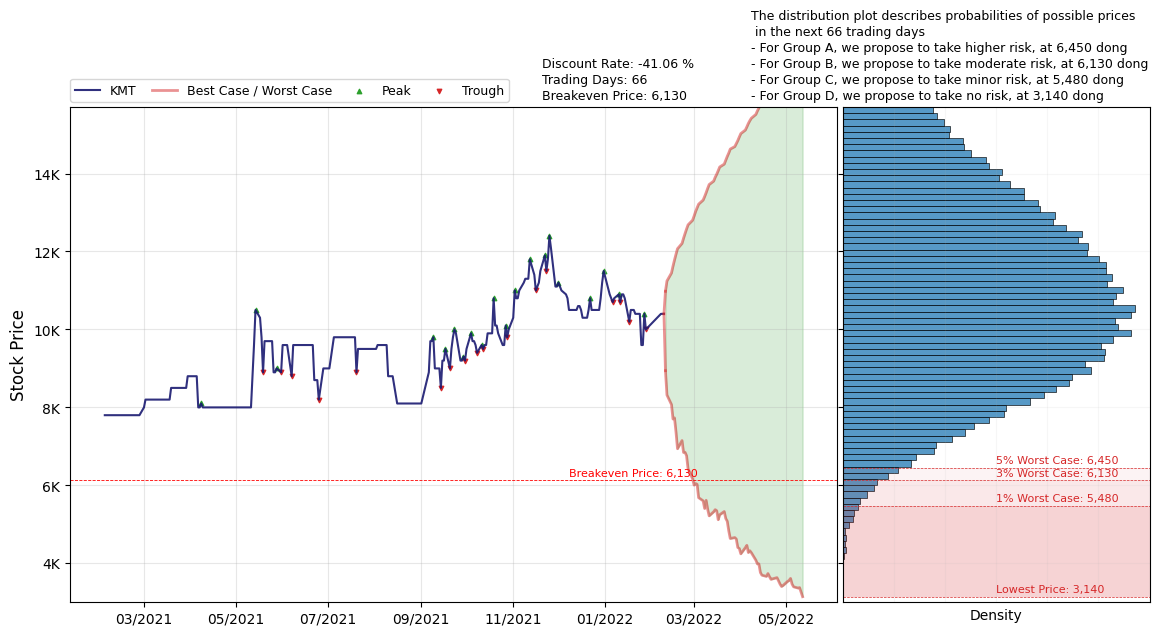 The distribution plot describes probabilities of possible prices
in the next 66 trading days
- For Group A, we propose to take higher risk, at 6,450 dong
- For Group B, we propose to take moderate risk, at 6,130 dong
- For Group C, we propose to take minor risk, at 5,480 dong
- For Group D, we propose to take no risk, at 3,140 dong
Discount Rate: -41.06 %
Trading Days: 66
Breakeven Price: 6,130
KMT
Best Case / Worst Case
Peak
Trough
Stock Price
14K
12K
10K
8K
6K
4K
Breakeven Price: 6,130
03/2021
05/2021
07/2021
09/2021
11/2021
01/2022
03/2022
05/2022
5% Worst Case: 6,450
3% Worst Case: 6,130
1% Worst Case: 5,480
Lowest Price: 3,140
Density